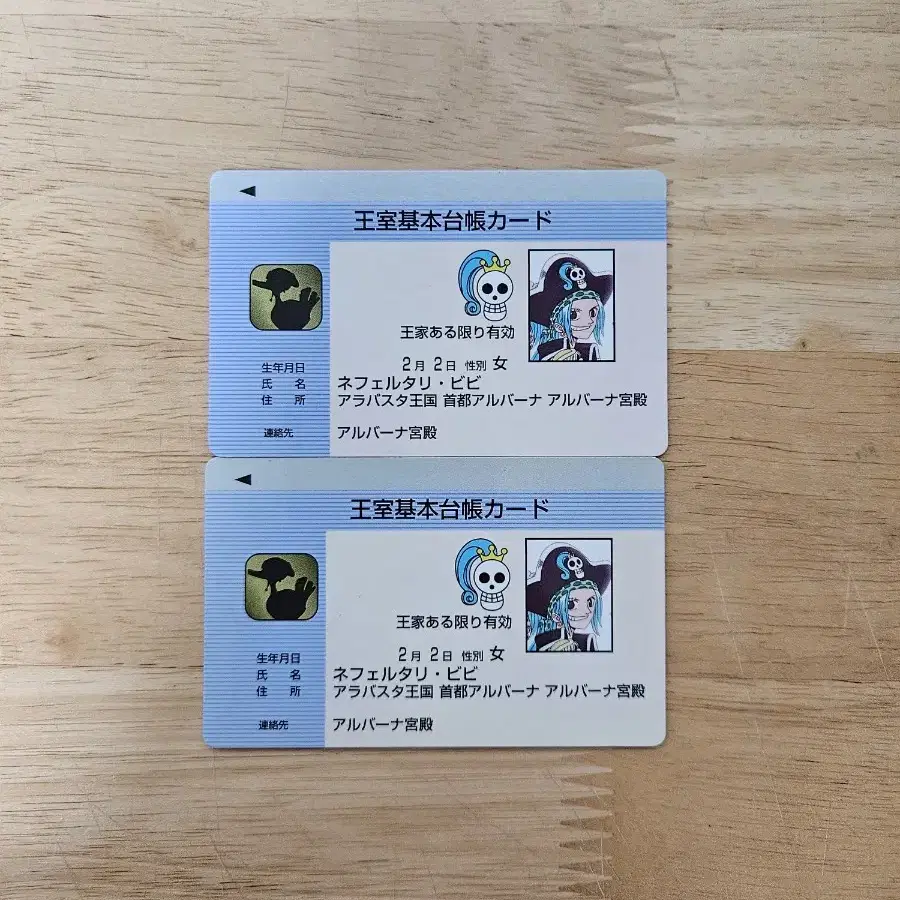 王室基本台帳カード
王家ある限り有効
生年月日 2月 2日 性別 女
氏 名 ネフェルタリ・ビビ
住 所 アラバスタ王国 首都アルバーナ アルバーナ宮殿
連絡先 アルバーナ宮殿
王室基本台帳カード
王家ある限り有効
生年月日 2月 2日 性別 女
氏 名 ネフェルタリ・ビビ
住 所 アラバスタ王国 首都アルバーナ アルバーナ宮殿
連絡先 アルバーナ宮殿